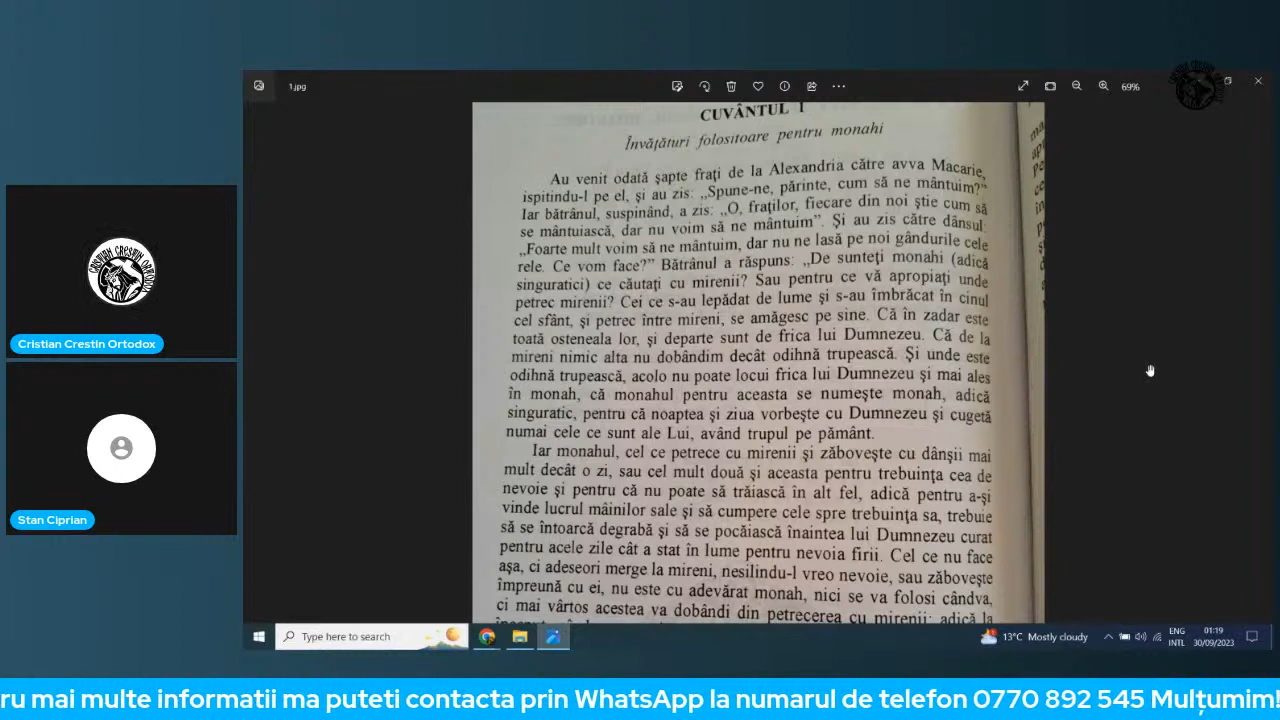 1.jpg
69%
CUVÂNTUL I
Învățături folositoare pentru monahi
Au venit odată șapte frați de la Alexandria către avva Macarie,
ispitindu-l pe el, și au zis: „Spune-ne, părinte, cum să ne mântuim?”
Iar bătrânul, suspinând, a zis: „O, fraților, fiecare din noi știe cum să
se mântuiască, dar nu voim să ne mântuim”. Și au zis către dânsul:
„Foarte mult voim să ne mântuim, dar nu ne lasă pe noi gândurile cele
rele. Ce vom face?” Bătrânul a răspuns: „De sunteți monahi (adică
singuratici) ce căutați cu mirenii? Sau pentru ce vă apropiați unde
petrec mirenii? Cei ce s-au lepădat de lume și s-au îmbrăcat în cinul
cel sfânt, și petrec între mireni, se amăgesc pe sine. Că în zadar este
toată osteneala lor, și departe sunt de frica lui Dumnezeu. Că de la
mireni nimic alta nu dobândim decât odihnă trupească. Și unde este
odihnă trupească, acolo nu poate locui frica lui Dumnezeu și mai ales
în monah, că monahul pentru aceasta se numește monah, adică
singuratic, pentru că noaptea și ziua vorbește cu Dumnezeu și cugetă
numai cele ce sunt ale Lui, având trupul pe pământ.
Iar monahul, cel ce petrece cu mirenii și zăbovește cu dânșii mai
mult decât o zi, sau cel mult două și aceasta pentru trebuința cea de
nevoie și pentru că nu poate să trăiască în alt fel, adică pentru a-și
vinde lucrul mâinilor sale și să cumpere cele spre trebuința sa, trebuie
să se întoarcă degrabă și să se pocăiască înaintea lui Dumnezeu curat
pentru acele zile cât a stat în lume pentru nevoia firii. Cel ce nu face
așa, ci adeseori merge la mireni, nesilindu-l vreo nevoie, sau zăbovește
împreună cu ei, nu este cu adevărat monah, nici se va folosi cândva,
ci mai vârtos acestea va dobândi din petrecerea cu mirenii: adică la
CRISTIAN CRESTIN ORTODOX
Cristian Crestin Ortodox
Stan Ciprian
Type here to search
13°C Mostly cloudy
ENG
INTL
01:19
30/09/2023
ru mai multe informatii ma puteti contacta prin WhatsApp la numarul de telefon 0770 892 545 Mulțumim!